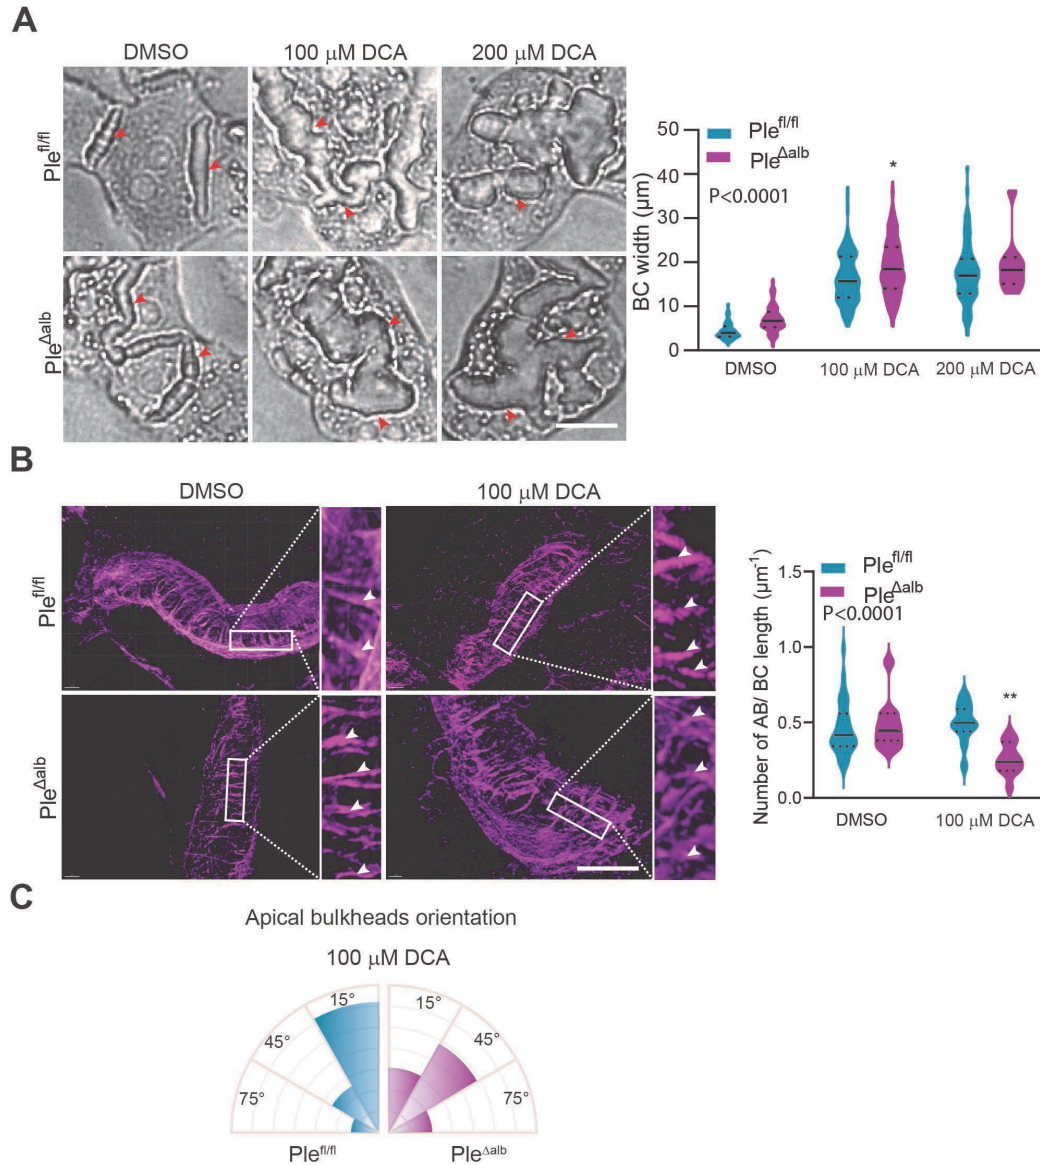 A
DMSO
100 µM DCA
200 µM DCA
Ple^fl/fl
Ple^Δalb
BC width (µm)
50
40
30
20
10
0
Ple^fl/fl
Ple^Δalb
P<0.0001
*
DMSO
100 µM DCA
200 µM DCA
B
DMSO
100 µM DCA
Ple^fl/fl
Ple^Δalb
Number of AB/ BC length (µm⁻¹)
1.5
1.0
0.5
0.0
Ple^fl/fl
Ple^Δalb
P<0.0001
**
DMSO
100 µM DCA
C
Apical bulkheads orientation
100 µM DCA
15°
15°
45°
45°
75°
75°
Ple^fl/fl
Ple^Δalb